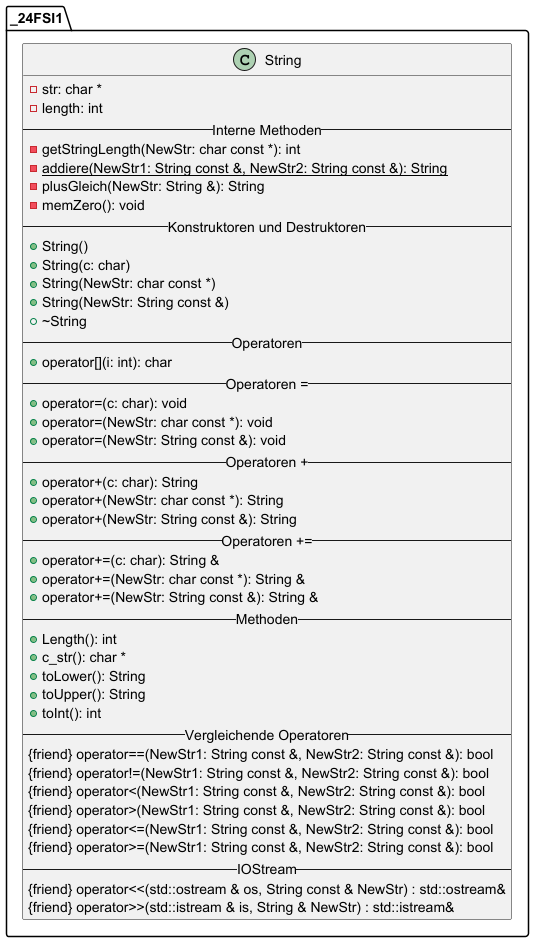 _24FSI1
C String
str: char *
length: int
Interne Methoden
getStringLength(NewStr: char const *): int
addiere(NewStr1: String const &, NewStr2: String const &): String
plusGleich(NewStr: String &): String
memZero(): void
Konstruktoren und Destruktoren
String()
String(c: char)
String(NewStr: char const *)
String(NewStr: String const &)
~String
Operatoren
operator[](i: int): char
Operatoren =
operator=(c: char): void
operator=(NewStr: char const *): void
operator=(NewStr: String const &): void
Operatoren +
operator+(c: char): String
operator+(NewStr: char const *): String
operator+(NewStr: String const &): String
Operatoren +=
operator+=(c: char): String &
operator+=(NewStr: char const *): String &
operator+=(NewStr: String const &): String &
Methoden
Length(): int
c_str(): char *
toLower(): String
toUpper(): String
toInt(): int
Vergleichende Operatoren
{friend} operator==(NewStr1: String const &, NewStr2: String const &): bool
{friend} operator!=(NewStr1: String const &, NewStr2: String const &): bool
{friend} operator<(NewStr1: String const &, NewStr2: String const &): bool
{friend} operator>(NewStr1: String const &, NewStr2: String const &): bool
{friend} operator<=(NewStr1: String const &, NewStr2: String const &): bool
{friend} operator>=(NewStr1: String const &, NewStr2: String const &): bool
IOStream
{friend} operator<<(std::ostream & os, String const & NewStr) : std::ostream&
{friend} operator>>(std::istream & is, String & NewStr) : std::istream&